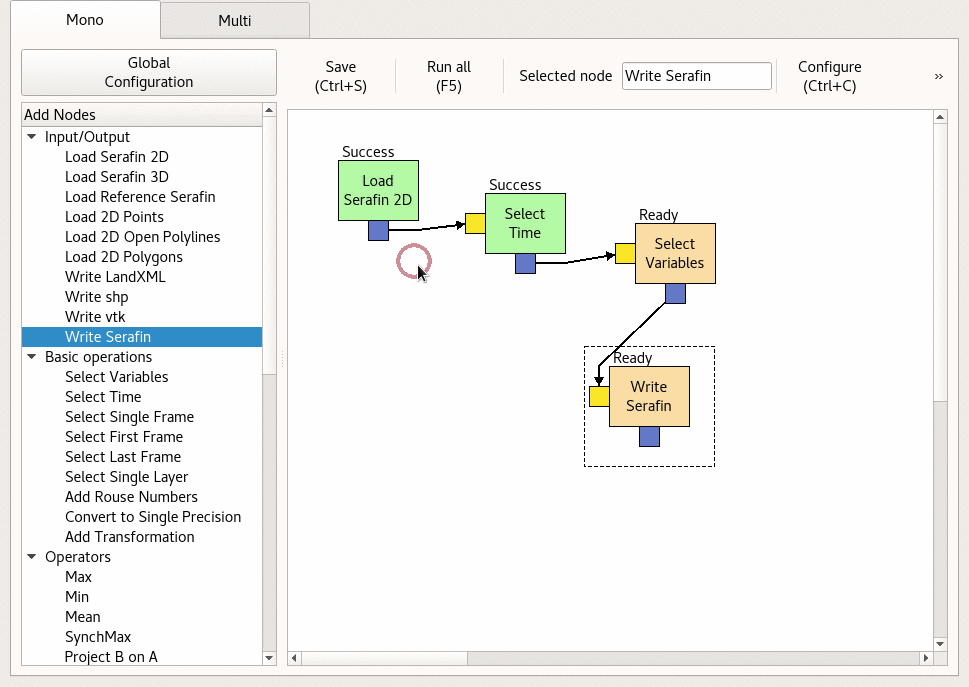 Mono
Multi
Global
Configuration
Save
(Ctrl+S)
Run all
(F5)
Selected node
Write Serafin
Configure
(Ctrl+C)
»
Add Nodes
Input/Output
Load Serafin 2D
Load Serafin 3D
Load Reference Serafin
Load 2D Points
Load 2D Open Polylines
Load 2D Polygons
Write LandXML
Write shp
Write vtk
Write Serafin
Basic operations
Select Variables
Select Time
Select Single Frame
Select First Frame
Select Last Frame
Select Single Layer
Add Rouse Numbers
Convert to Single Precision
Add Transformation
Operators
Max
Min
Mean
SynchMax
Project B on A
Success
Load
Serafin 2D
Success
Select
Time
Ready
Select
Variables
Ready
Write
Serafin